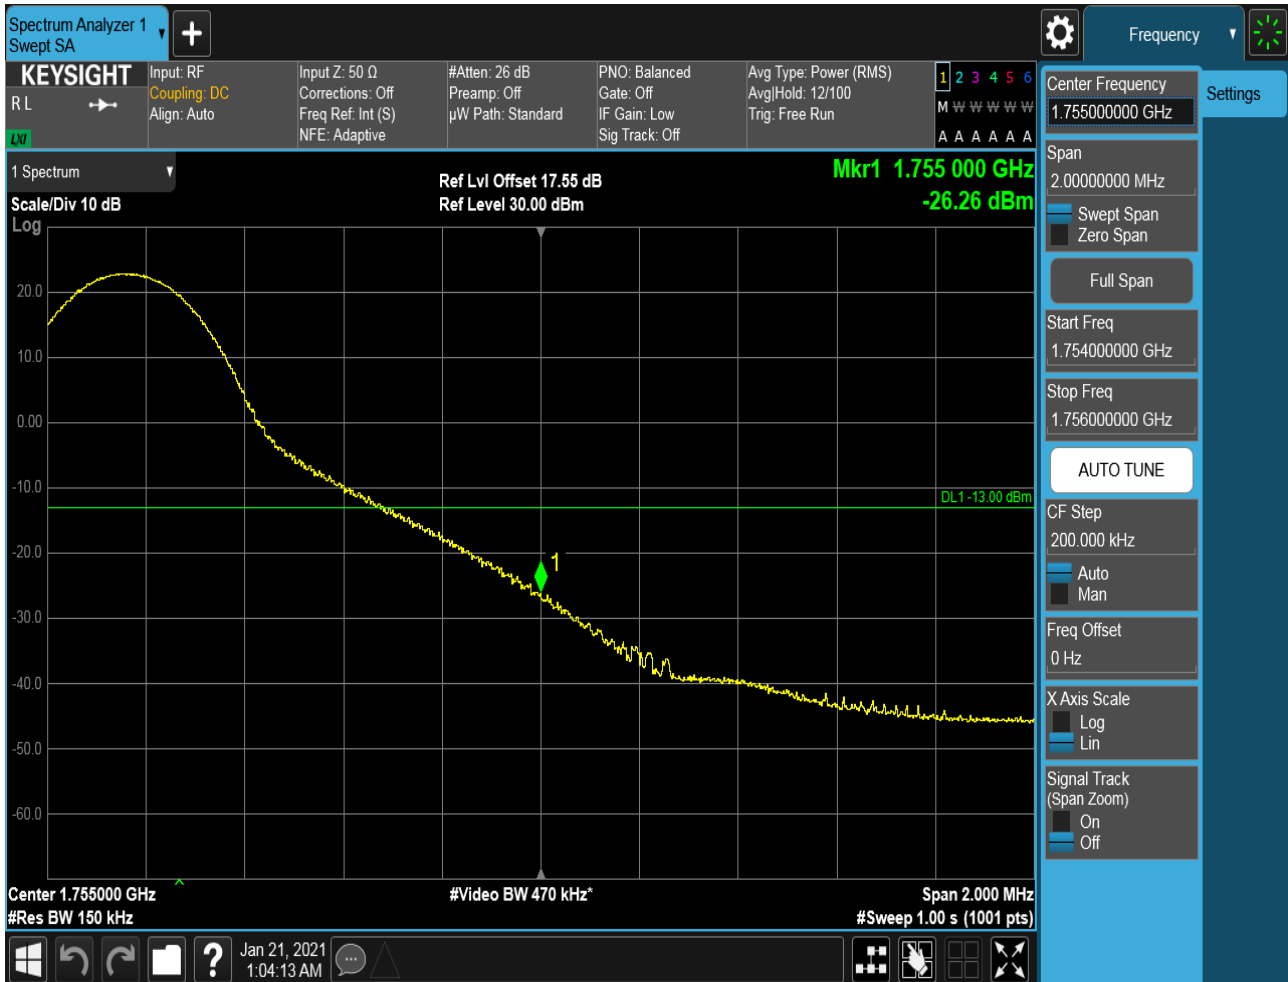 Spectrum Analyzer 1
Swept SA
Frequency
KEYSIGHT
R L
LXI
Input: RF
Coupling: DC
Align: Auto
Input Z: 50 Ω
Corrections: Off
Freq Ref: Int (S)
NFE: Adaptive
#Atten: 26 dB
Preamp: Off
µW Path: Standard
PNO: Balanced
Gate: Off
IF Gain: Low
Sig Track: Off
Avg Type: Power (RMS)
Avg|Hold: 12/100
Trig: Free Run
1 2 3 4 5 6
M W W W W W
A A A A A A
1 Spectrum
Scale/Div 10 dB
Log
Ref Lvl Offset 17.55 dB
Ref Level 30.00 dBm
Mkr1 1.755 000 GHz
-26.26 dBm
20.0
10.0
0.00
-10.0
-20.0
-30.0
-40.0
-50.0
-60.0
DL1 -13.00 dBm
1
Center 1.755000 GHz
#Res BW 150 kHz
#Video BW 470 kHz*
Span 2.000 MHz
#Sweep 1.00 s (1001 pts)
Jan 21, 2021
1:04:13 AM
Center Frequency
1.755000000 GHz
Settings
Span
2.00000000 MHz
Swept Span
Zero Span
Full Span
Start Freq
1.754000000 GHz
Stop Freq
1.756000000 GHz
AUTO TUNE
CF Step
200.000 kHz
Auto
Man
Freq Offset
0 Hz
X Axis Scale
Log
Lin
Signal Track
(Span Zoom)
On
Off